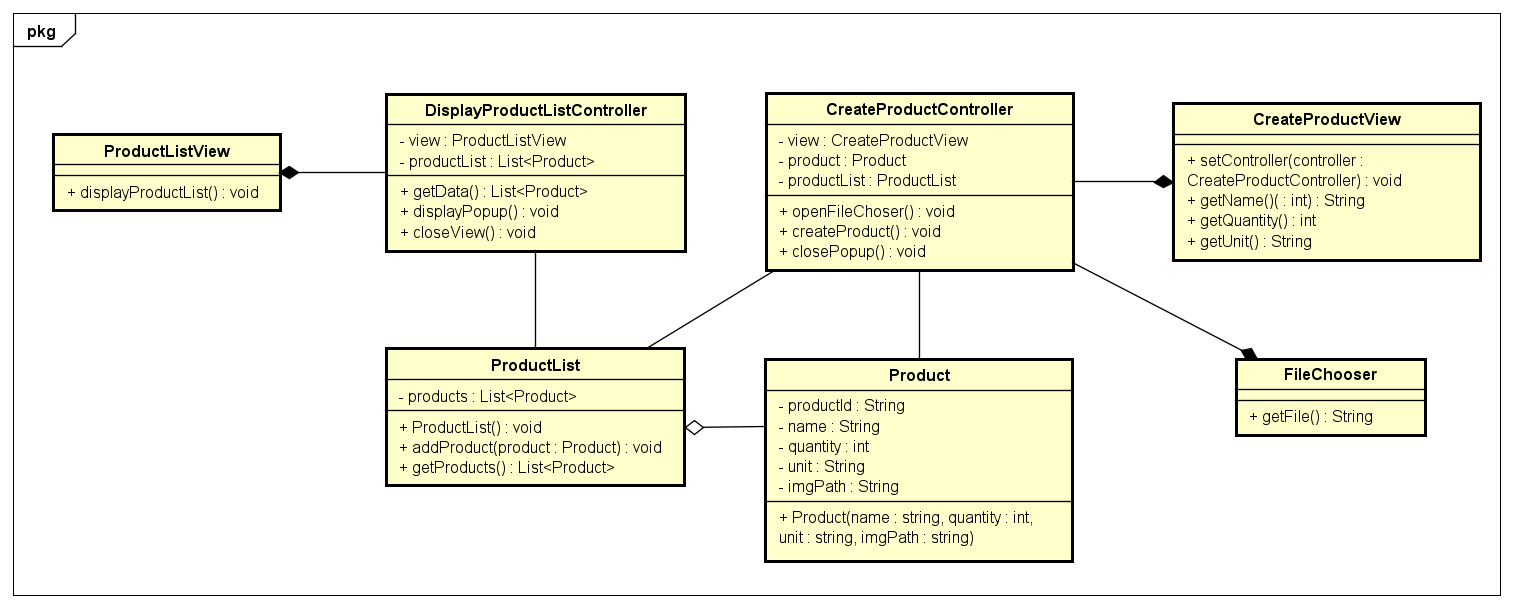 pkg
ProductListView
+ displayProductList() : void
DisplayProductListController
- view : ProductListView
- productList : List<Product>
+ getData() : List<Product>
+ displayPopup() : void
+ closeView() : void
CreateProductController
- view : CreateProductView
- product : Product
- productList : ProductList
+ openFileChoser() : void
+ createProduct() : void
+ closePopup() : void
CreateProductView
+ setController(controller :
CreateProductController) : void
+ getName()( : int) : String
+ getQuantity() : int
+ getUnit() : String
ProductList
- products : List<Product>
+ ProductList() : void
+ addProduct(product : Product) : void
+ getProducts() : List<Product>
Product
- productId : String
- name : String
- quantity : int
- unit : String
- imgPath : String
+ Product(name : string, quantity : int,
unit : string, imgPath : string)
FileChooser
+ getFile() : String